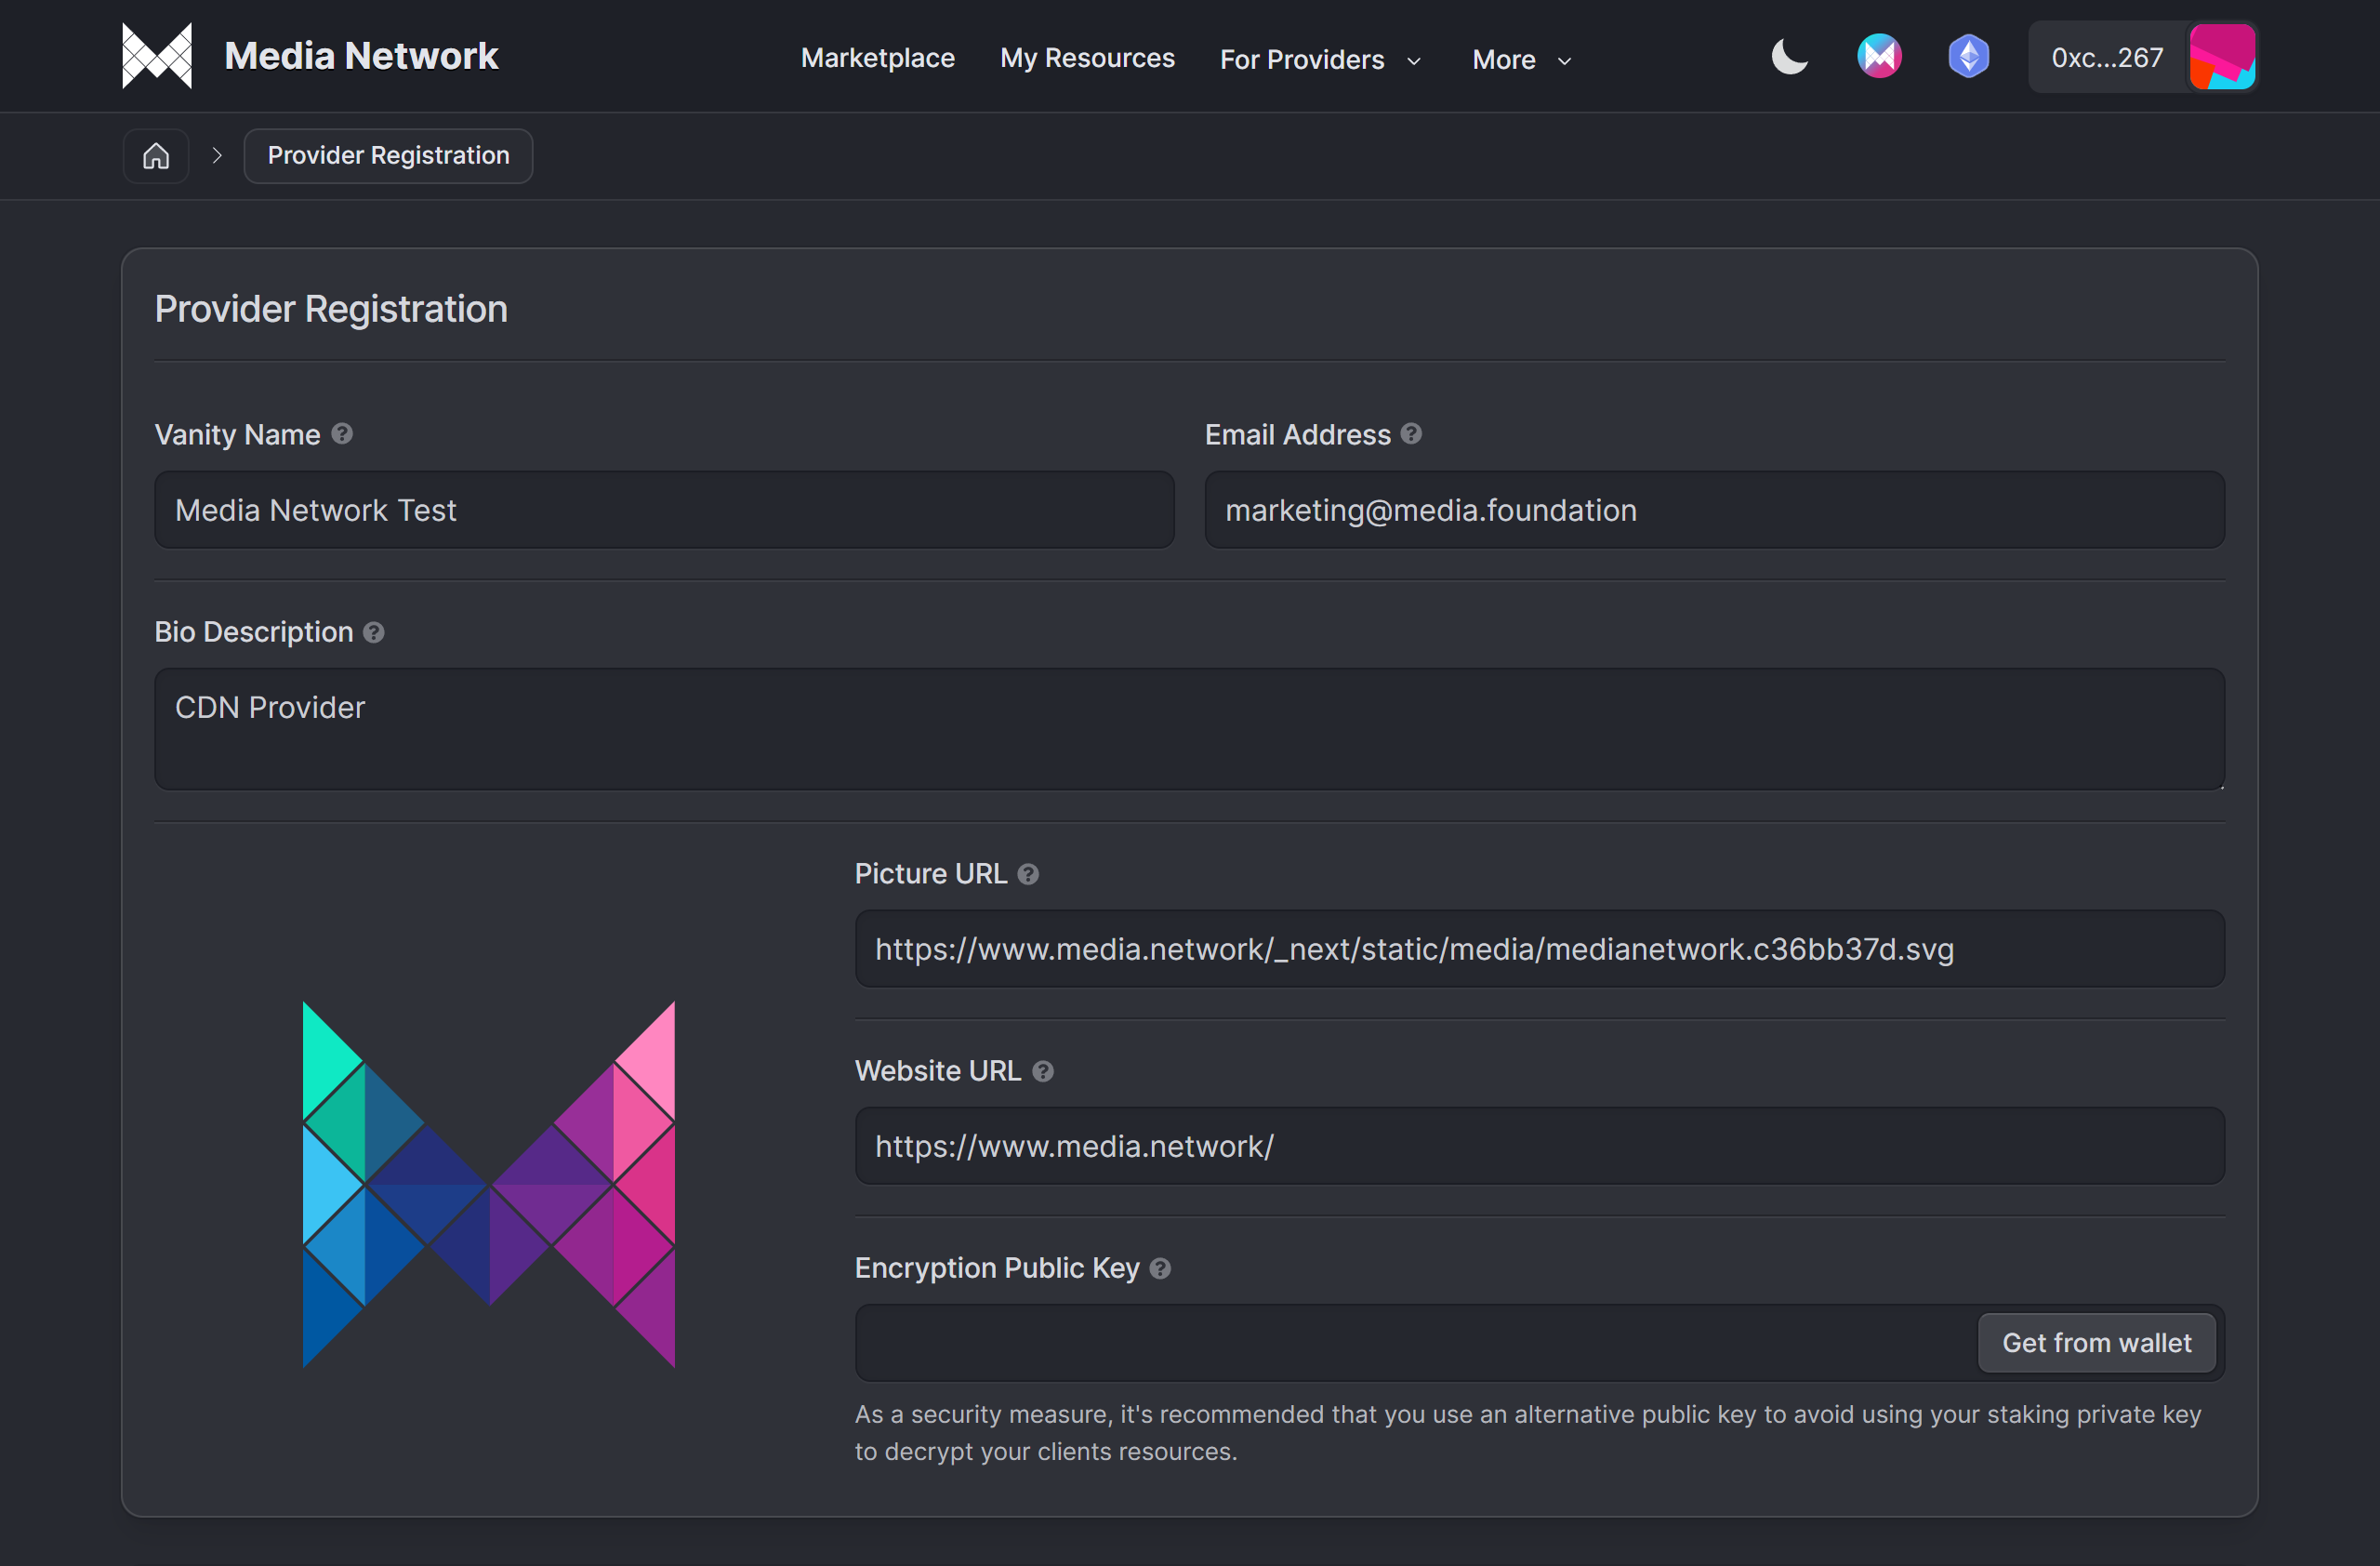 Media Network
Marketplace
My Resources
For Providers
More
0xc...267
Provider Registration
Provider Registration
Vanity Name
Email Address
Media Network Test
marketing@media.foundation
Bio Description
CDN Provider
Picture URL
https://www.media.network/_next/static/media/medianetwork.c36bb37d.svg
Website URL
https://www.media.network/
Encryption Public Key
Get from wallet
As a security measure, it's recommended that you use an alternative public key to avoid using your staking private key
to decrypt your clients resources.